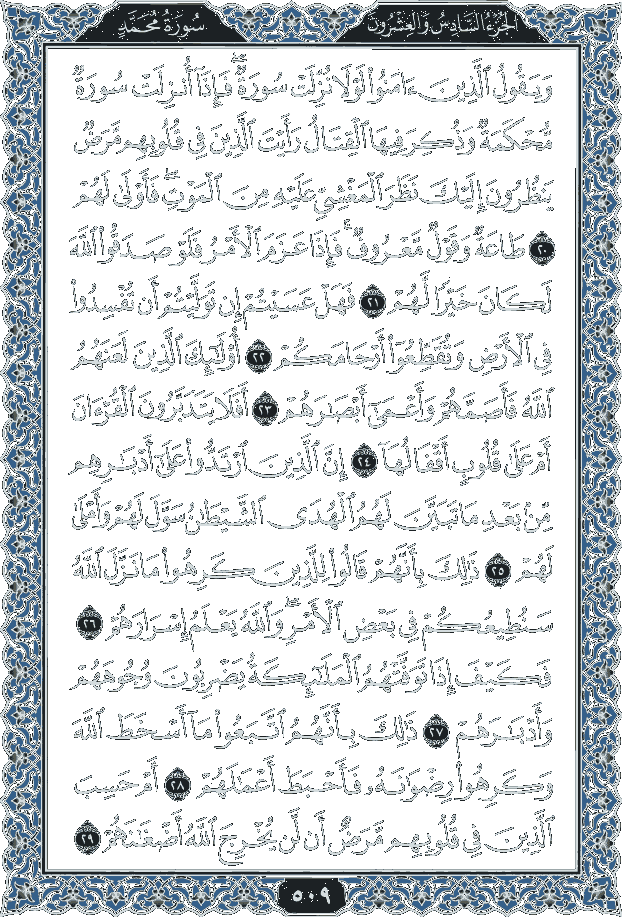 الجزء السادس والعشرون
سورة محمد
وَيَقُولُ ٱلَّذِينَ ءَامَنُواْ لَوۡلَا نُزِّلَتۡ سُورَةٞۖ فَإِذَآ أُنزِلَتۡ سُورَةٞ
مُّحۡكَمَةٞ وَذُكِرَ فِيهَا ٱلۡقِتَالُ رَأَيۡتَ ٱلَّذِينَ فِي قُلُوبِهِم مَّرَضٞ
يَنظُرُونَ إِلَيۡكَ نَظَرَ ٱلۡمَغۡشِيِّ عَلَيۡهِ مِنَ ٱلۡمَوۡتِۖ فَأَوۡلَىٰ لَهُمۡ
٢٠ طَاعَةٞ وَقَوۡلٞ مَّعۡرُوفٞۚ فَإِذَا عَزَمَ ٱلۡأَمۡرُ فَلَوۡ صَدَقُواْ ٱللَّهَ
لَكَانَ خَيۡرٗا لَّهُمۡ ٢١ فَهَلۡ عَسَيۡتُمۡ إِن تَوَلَّيۡتُمۡ أَن تُفۡسِدُواْ
فِي ٱلۡأَرۡضِ وَتُقَطِّعُوٓاْ أَرۡحَامَكُمۡ ٢٢ أُوْلَٰٓئِكَ ٱلَّذِينَ لَعَنَهُمُ
ٱللَّهُ فَأَصَمَّهُمۡ وَأَعۡمَىٰٓ أَبۡصَٰرَهُمۡ ٢٣ أَفَلَا يَتَدَبَّرُونَ ٱلۡقُرۡءَانَ
أَمۡ عَلَىٰ قُلُوبٍ أَقۡفَالُهَآ ٢٤ إِنَّ ٱلَّذِينَ ٱرۡتَدُّواْ عَلَىٰٓ أَدۡبَٰرِهِم
مِّنۢ بَعۡدِ مَا تَبَيَّنَ لَهُمُ ٱلۡهُدَى ٱلشَّيۡطَٰنُ سَوَّلَ لَهُمۡ وَأَمۡلَىٰ
لَهُمۡ ٢٥ ذَٰلِكَ بِأَنَّهُمۡ قَالُواْ لِلَّذِينَ كَرِهُواْ مَا نَزَّلَ ٱللَّهُ
سَنُطِيعُكُمۡ فِي بَعۡضِ ٱلۡأَمۡرِۖ وَٱللَّهُ يَعۡلَمُ إِسۡرَارَهُمۡ ٢٦
فَكَيۡفَ إِذَا تَوَفَّتۡهُمُ ٱلۡمَلَٰٓئِكَةُ يَضۡرِبُونَ وُجُوهَهُمۡ
وَأَدۡبَٰرَهُمۡ ٢٧ ذَٰلِكَ بِأَنَّهُمُ ٱتَّبَعُواْ مَآ أَسۡخَطَ ٱللَّهَ
وَكَرِهُواْ رِضۡوَٰنَهُۥ فَأَحۡبَطَ أَعۡمَٰلَهُمۡ ٢٨ أَمۡ حَسِبَ
ٱلَّذِينَ فِي قُلُوبِهِم مَّرَضٌ أَن لَّن يُخۡرِجَ ٱللَّهُ أَضۡغَٰنَهُمۡ ٢٩
٥٠٩